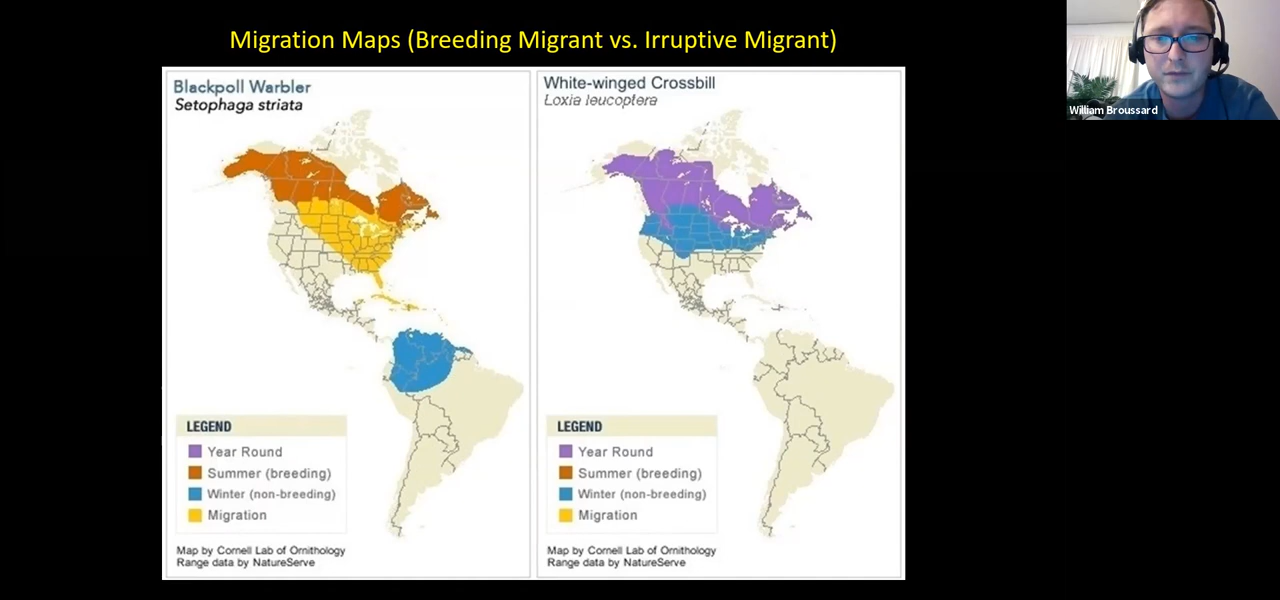 Migration Maps (Breeding Migrant vs. Irruptive Migrant)
Blackpoll Warbler
Setophaga striata
LEGEND
Year Round
Summer (breeding)
Winter (non-breeding)
Migration
Map by Cornell Lab of Ornithology
Range data by NatureServe
White-winged Crossbill
Loxia leucoptera
LEGEND
Year Round
Summer (breeding)
Winter (non-breeding)
Migration
Map by Cornell Lab of Ornithology
Range data by NatureServe
William Broussard